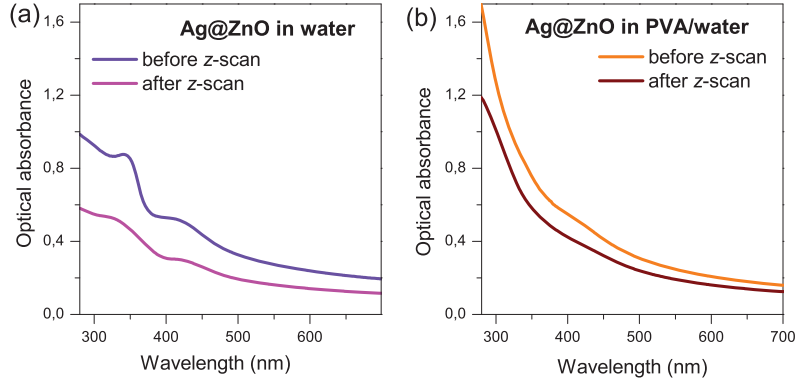 (a)
Ag@ZnO in water
before z-scan
after z-scan
1,6
1,2
0,8
0,4
0,0
Optical absorbance
300 400 500 600
Wavelength (nm)
(b)
Ag@ZnO in PVA/water
before z-scan
after z-scan
1,6
1,2
0,8
0,4
0,0
Optical absorbance
300 400 500 600 700
Wavelength (nm)